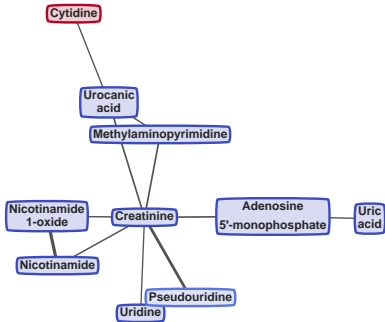 Cytidine
Urocanic
acid
Methylaminopyrimidine
Nicotinamide
1-oxide
Creatinine
Adenosine
5'-monophosphate
Uric
acid
Nicotinamide
Pseudouridine
Uridine